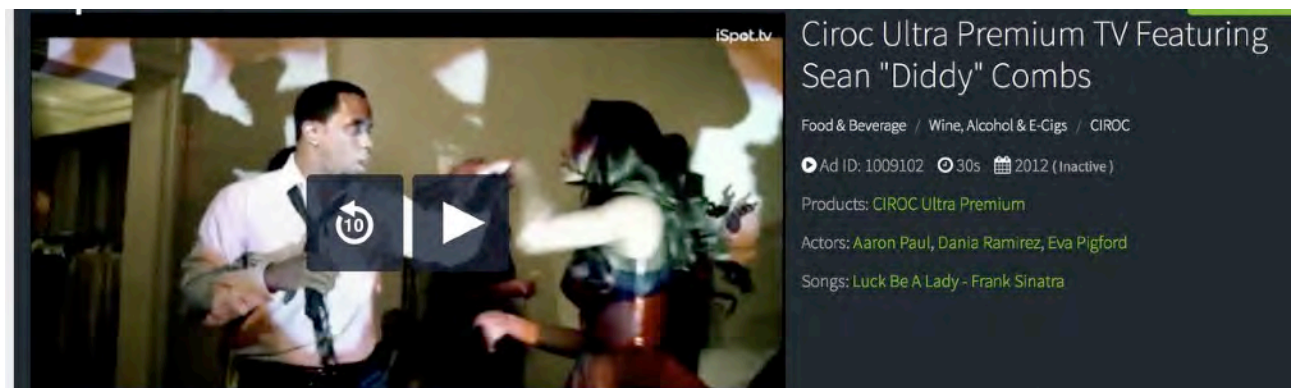 iSpot.tv
Ciroc Ultra Premium TV Featuring
Sean "Diddy" Combs
Food & Beverage / Wine, Alcohol & E-Cigs / CIROC
Ad ID: 1009102 30s 2012 (Inactive)
Products: CIROC Ultra Premium
Actors: Aaron Paul, Dania Ramirez, Eva Pigford
Songs: Luck Be A Lady - Frank Sinatra
10